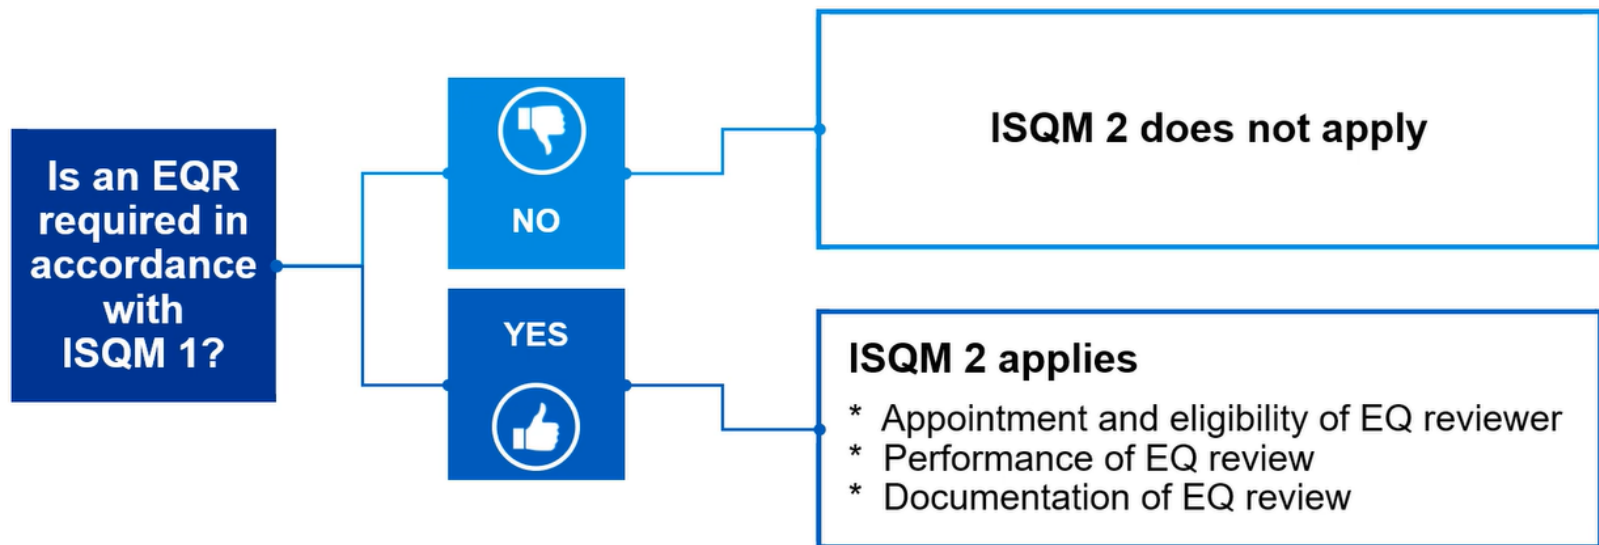 Is an EQR
required in
accordance
with
ISQM 1?
NO
ISQM 2 does not apply
YES
ISQM 2 applies
* Appointment and eligibility of EQ reviewer
* Performance of EQ review
* Documentation of EQ review